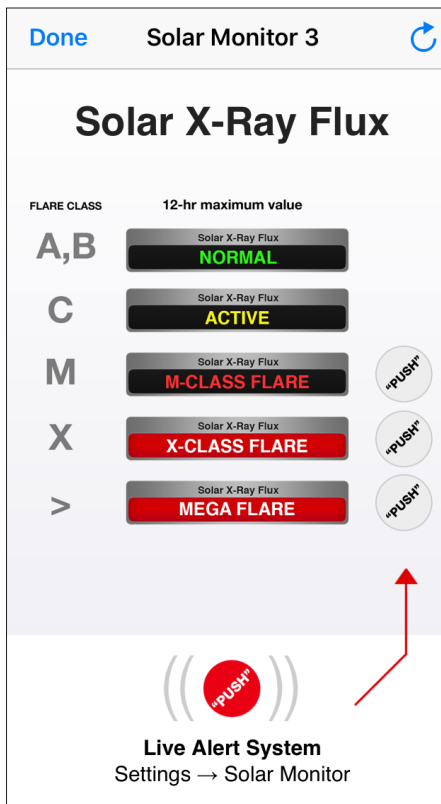 Done Solar Monitor 3
Solar X-Ray Flux
FLARE CLASS 12-hr maximum value
A,B Solar X-Ray Flux
NORMAL
C Solar X-Ray Flux
ACTIVE
M Solar X-Ray Flux
M-CLASS FLARE "PUSH"
X Solar X-Ray Flux
X-CLASS FLARE "PUSH"
> Solar X-Ray Flux
MEGA FLARE "PUSH"
"PUSH"
Live Alert System
Settings → Solar Monitor